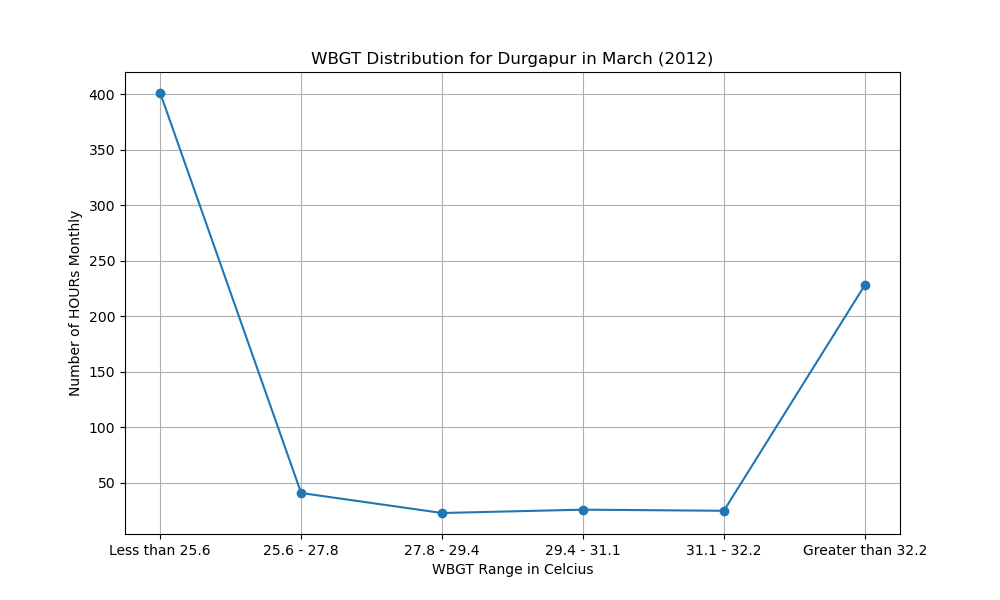 WBGT Distribution for Durgapur in March (2012)
Number of HOURs Monthly
400
350
300
250
200
150
100
50
Less than 25.6
25.6 - 27.8
27.8 - 29.4
29.4 - 31.1
31.1 - 32.2
Greater than 32.2
WBGT Range in Celcius